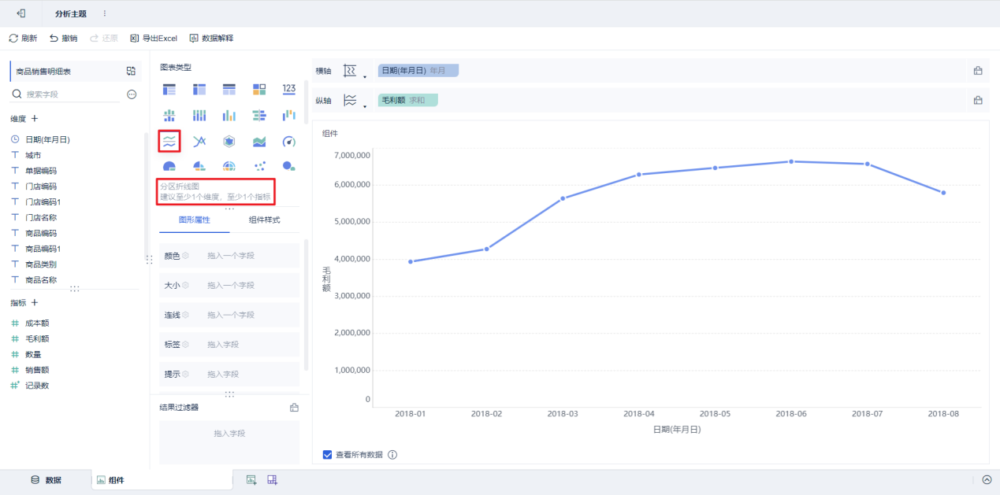 分析主题
刷新 撤销 还原 导出Excel 数据解释
商品销售明细表
搜索字段
维度
日期(年月日)
城市
单据编码
门店编码
门店编码1
门店名称
商品编码
商品编码1
商品类别
商品名称
指标
成本额
毛利额
数量
销售额
记录数
图表类型
123
分区折线图
建议至少1个维度，至少1个指标
图形属性 组件样式
颜色 拖入一个字段
大小 拖入一个字段
连线 拖入一个字段
标签 拖入字段
提示 拖入字段
结果过滤器
拖入字段
横轴 日期(年月日) 年月
纵轴 毛利额 求和
组件
7,000,000
6,000,000
5,000,000
4,000,000
3,000,000
2,000,000
1,000,000
0
毛利额
2018-01 2018-02 2018-03 2018-04 2018-05 2018-06 2018-07 2018-08
日期(年月日)
查看所有数据
数据 组件